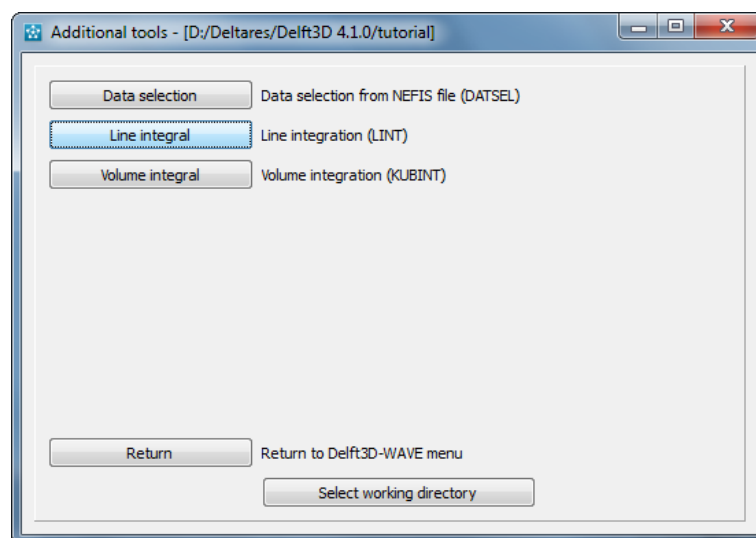 Additional tools - [D:/Deltares/Delft3D 4.1.0/tutorial]
Data selection Data selection from NEFIS file (DATSEL)
Line integral Line integration (LINT)
Volume integral Volume integration (KUBINT)
Return Return to Delft3D-WAVE menu
Select working directory